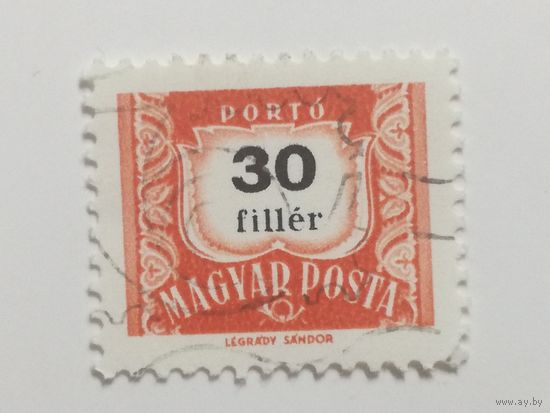 PORTÓ
30
fillér
MAGYAR POSTA
LÉGRÁDY SÁNDOR
www.ay.by